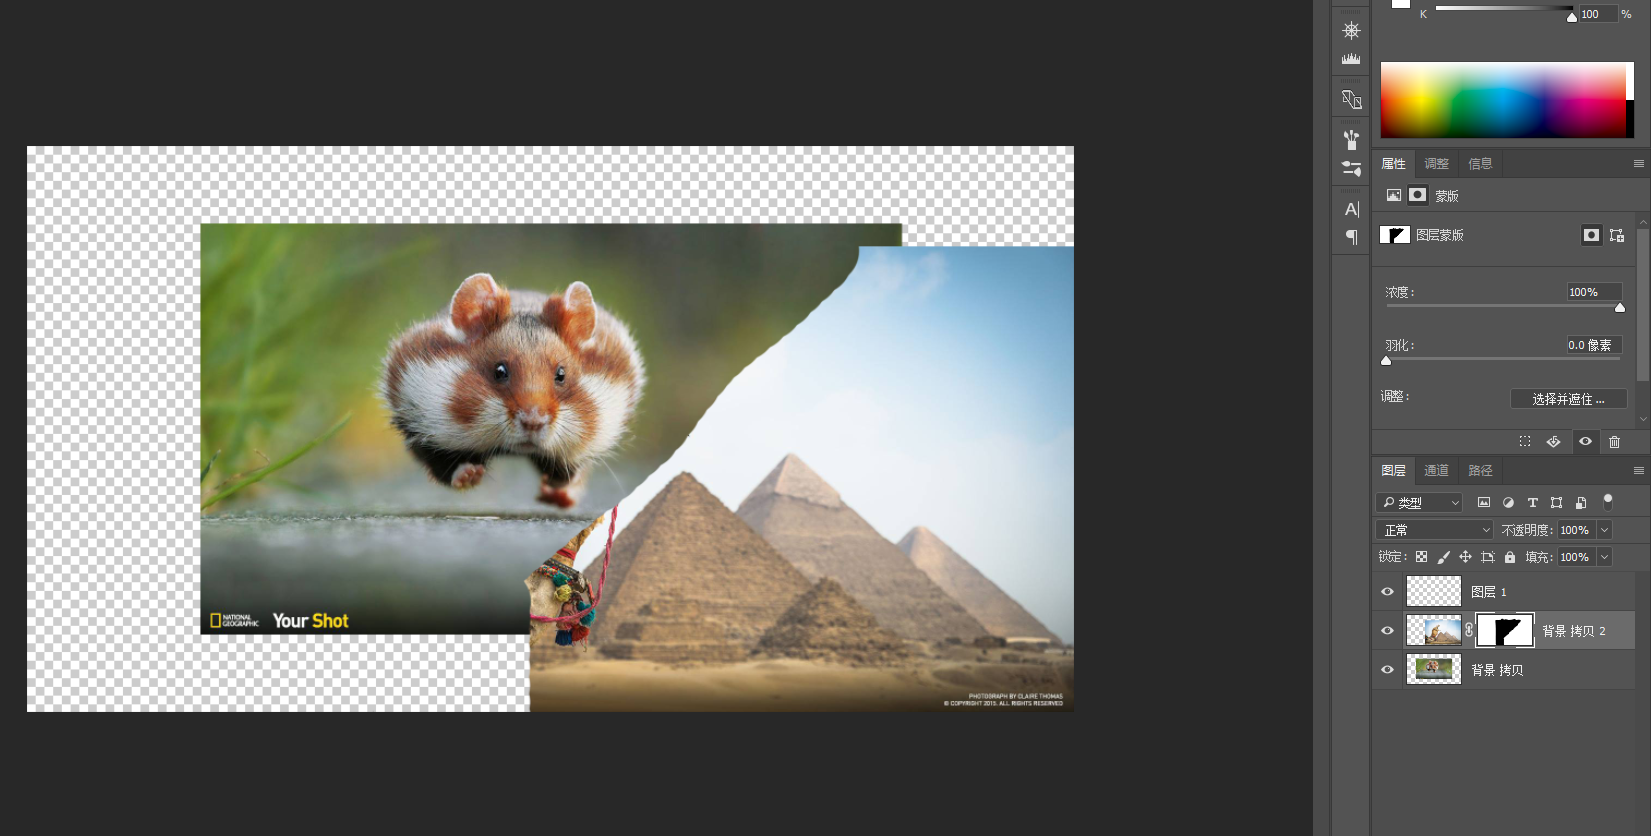 K 100 %
属性 调整 信息
蒙版
图层蒙版
浓度: 100%
羽化: 0.0 像素
调整: 选择并遮住 ...
图层 通道 路径
类型
正常 不透明度: 100%
锁定: 填充: 100%
图层 1
背景 拷贝 2
背景 拷贝
NATIONAL
GEOGRAPHIC
Your Shot
PHOTOGRAPH BY CLAIRE THOMAS
© COPYRIGHT 2015. ALL RIGHTS RESERVED